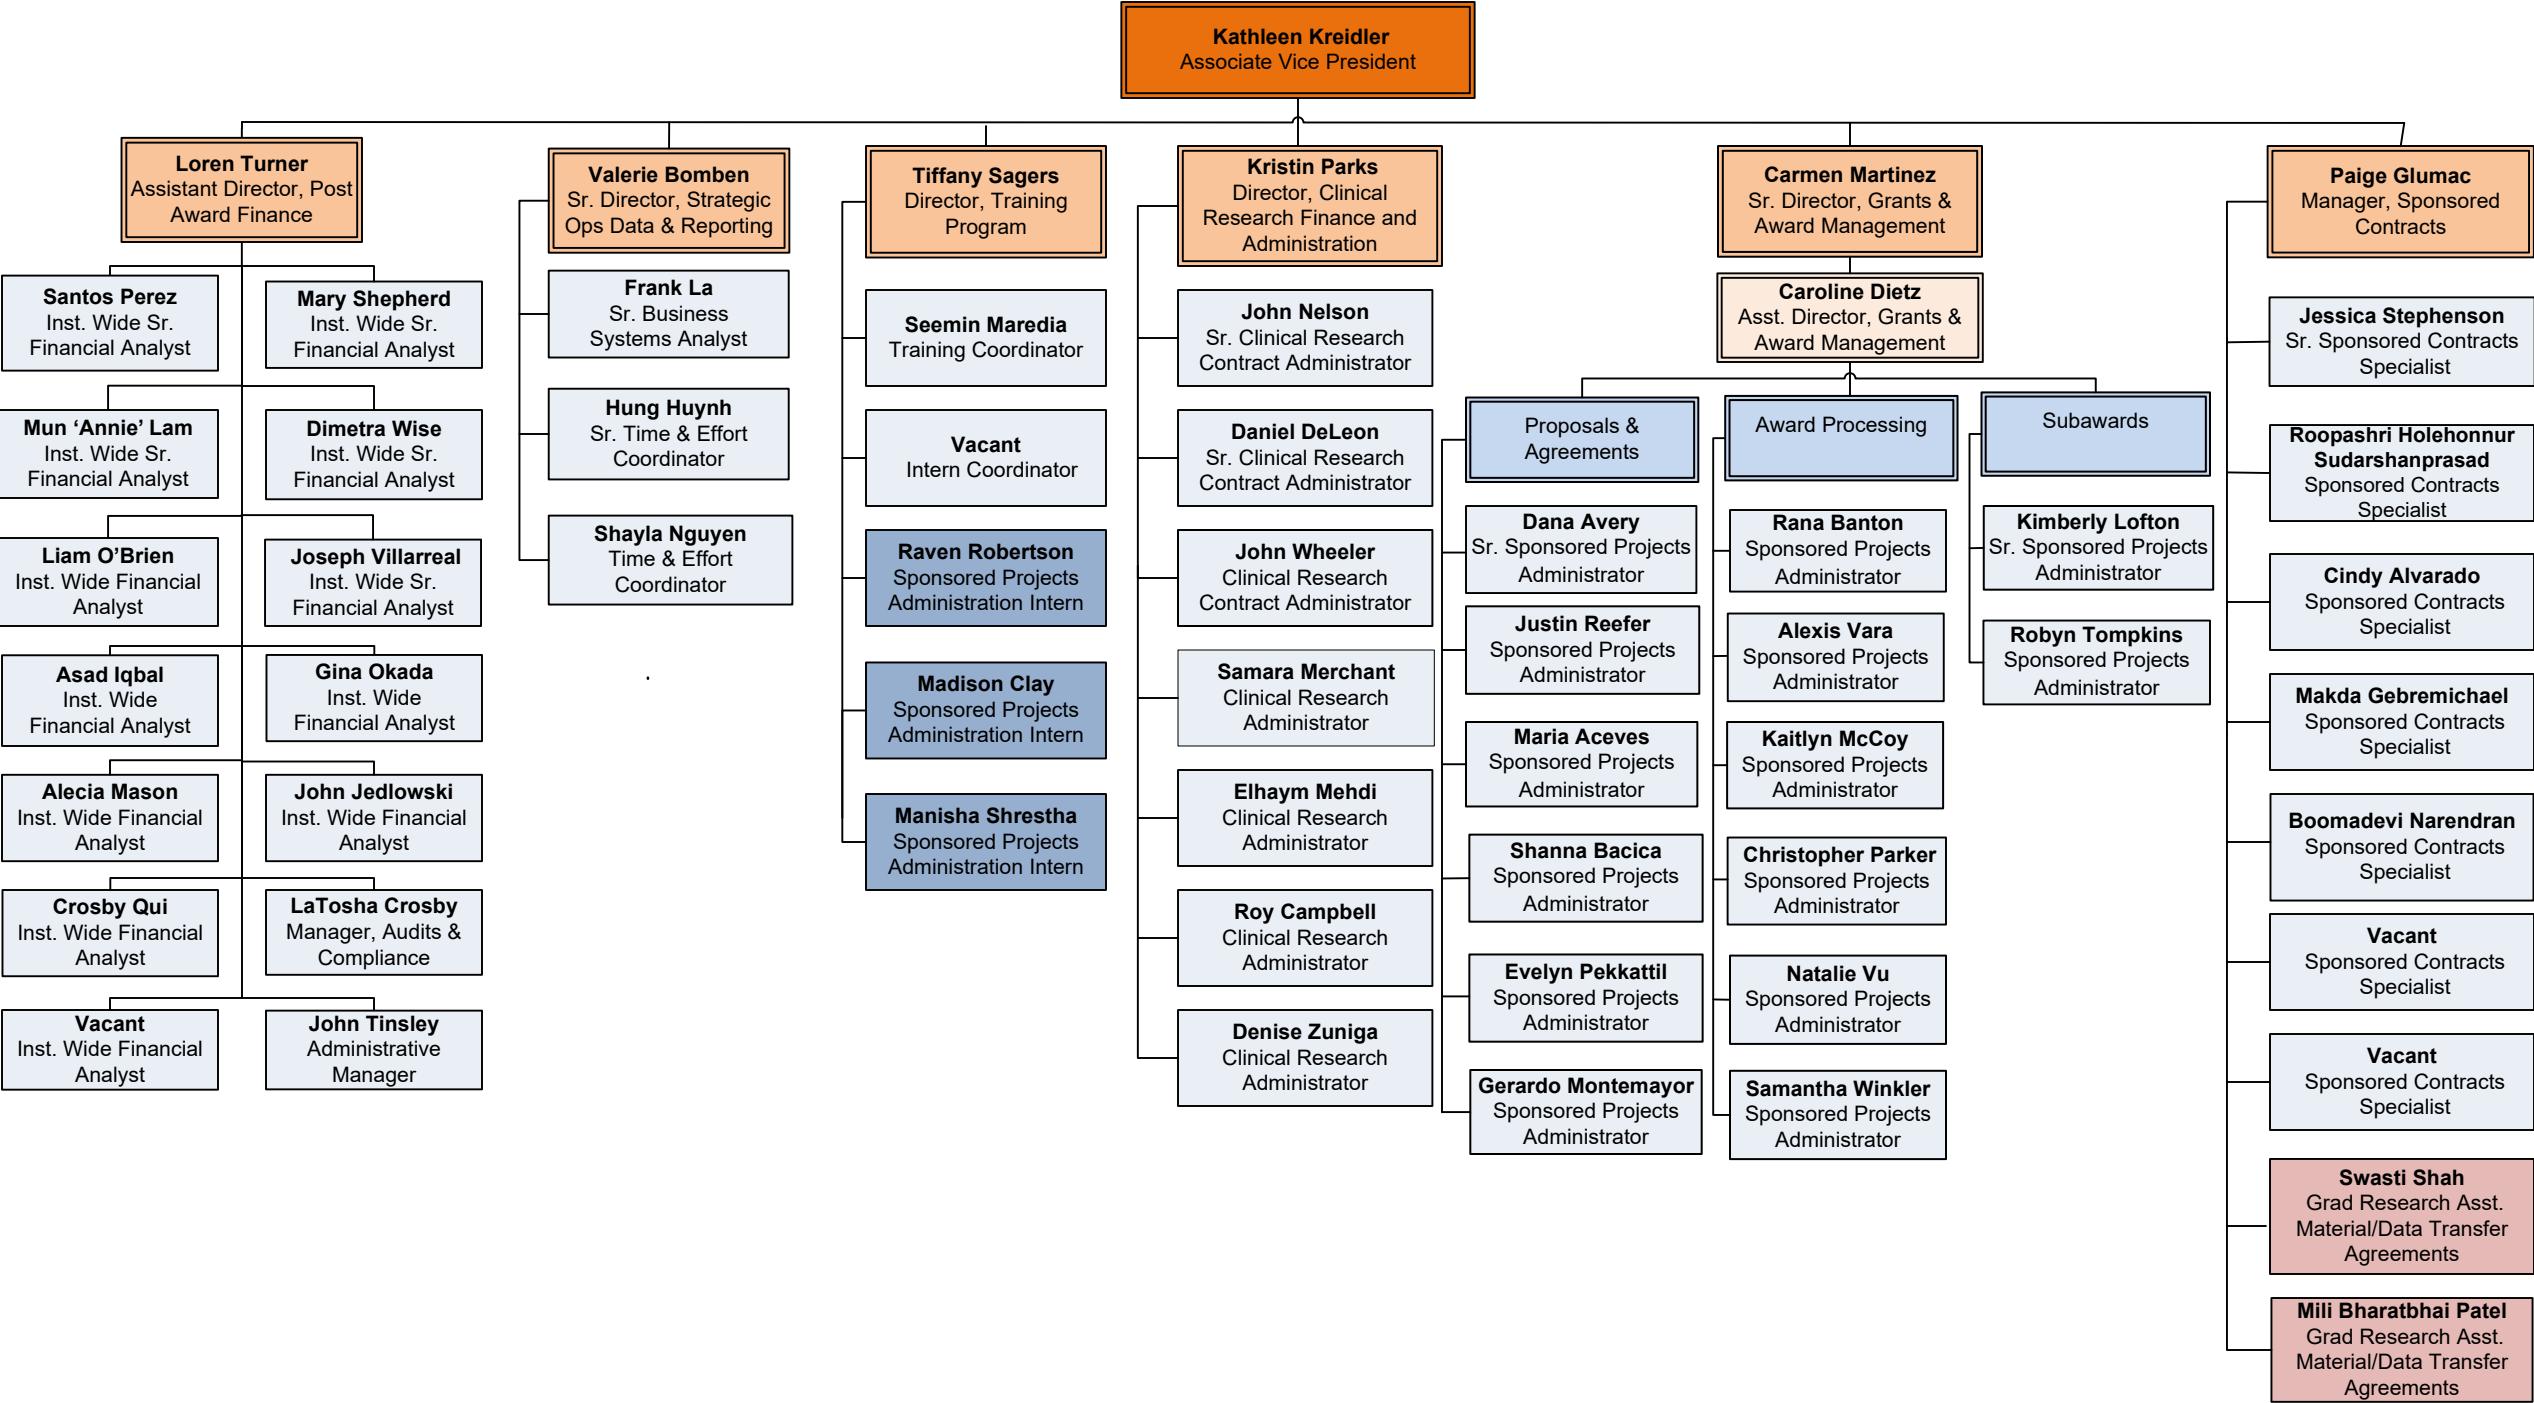 Kathleen Kreidler
Associate Vice President
Loren Turner
Assistant Director, Post
Award Finance
Santos Perez
Inst. Wide Sr.
Financial Analyst
Mary Shepherd
Inst. Wide Sr.
Financial Analyst
Mun ‘Annie’ Lam
Inst. Wide Sr.
Financial Analyst
Dimetra Wise
Inst. Wide Sr.
Financial Analyst
Liam O’Brien
Inst. Wide Financial
Analyst
Joseph Villarreal
Inst. Wide Sr.
Financial Analyst
Asad Iqbal
Inst. Wide
Financial Analyst
Gina Okada
Inst. Wide
Financial Analyst
Alecia Mason
Inst. Wide Financial
Analyst
John Jedlowski
Inst. Wide Financial
Analyst
Crosby Qui
Inst. Wide Financial
Analyst
LaTosha Crosby
Manager, Audits &
Compliance
Vacant
Inst. Wide Financial
Analyst
John Tinsley
Administrative
Manager
Valerie Bomben
Sr. Director, Strategic
Ops Data & Reporting
Frank La
Sr. Business
Systems Analyst
Hung Huynh
Sr. Time & Effort
Coordinator
Shayla Nguyen
Time & Effort
Coordinator
.
Tiffany Sagers
Director, Training
Program
Seemin Maredia
Training Coordinator
Vacant
Intern Coordinator
Raven Robertson
Sponsored Projects
Administration Intern
Madison Clay
Sponsored Projects
Administration Intern
Manisha Shrestha
Sponsored Projects
Administration Intern
Kristin Parks
Director, Clinical
Research Finance and
Administration
John Nelson
Sr. Clinical Research
Contract Administrator
Daniel DeLeon
Sr. Clinical Research
Contract Administrator
John Wheeler
Clinical Research
Contract Administrator
Samara Merchant
Clinical Research
Administrator
Elhaym Mehdi
Clinical Research
Administrator
Roy Campbell
Clinical Research
Administrator
Denise Zuniga
Clinical Research
Administrator
Carmen Martinez
Sr. Director, Grants &
Award Management
Caroline Dietz
Asst. Director, Grants &
Award Management
Proposals &
Agreements
Dana Avery
Sr. Sponsored Projects
Administrator
Justin Reefer
Sponsored Projects
Administrator
Maria Aceves
Sponsored Projects
Administrator
Shanna Bacica
Sponsored Projects
Administrator
Evelyn Pekkattil
Sponsored Projects
Administrator
Gerardo Montemayor
Sponsored Projects
Administrator
Award Processing
Rana Banton
Sponsored Projects
Administrator
Alexis Vara
Sponsored Projects
Administrator
Kaitlyn McCoy
Sponsored Projects
Administrator
Christopher Parker
Sponsored Projects
Administrator
Natalie Vu
Sponsored Projects
Administrator
Samantha Winkler
Sponsored Projects
Administrator
Subawards
Kimberly Lofton
Sr. Sponsored Projects
Administrator
Robyn Tompkins
Sponsored Projects
Administrator
Paige Glumac
Manager, Sponsored
Contracts
Jessica Stephenson
Sr. Sponsored Contracts
Specialist
Roopashri Holehonnur
Sudarshanprasad
Sponsored Contracts
Specialist
Cindy Alvarado
Sponsored Contracts
Specialist
Makda Gebremichael
Sponsored Contracts
Specialist
Boomadevi Narendran
Sponsored Contracts
Specialist
Vacant
Sponsored Contracts
Specialist
Vacant
Sponsored Contracts
Specialist
Swasti Shah
Grad Research Asst.
Material/Data Transfer
Agreements
Mili Bharatbhai Patel
Grad Research Asst.
Material/Data Transfer
Agreements